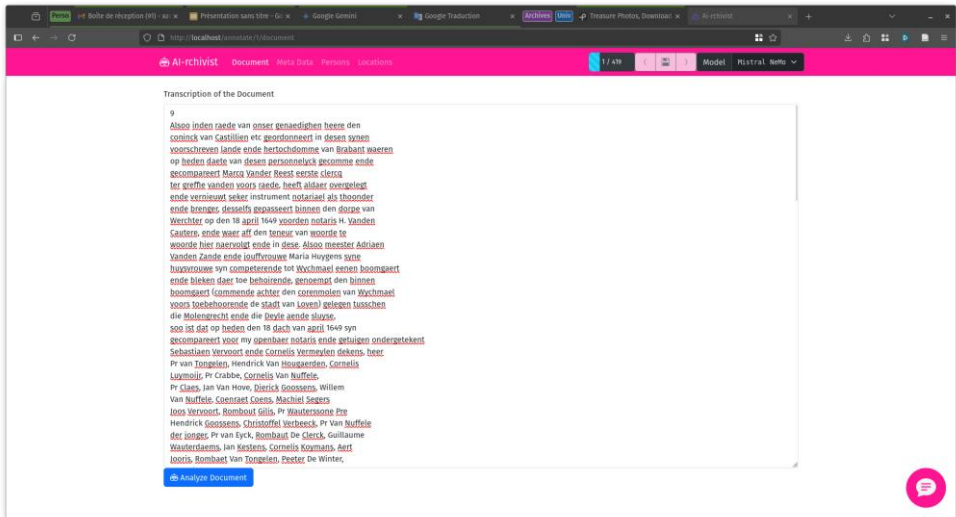 Perso
Boîte de réception (91) - 
Présentation sans titre - Go
Google Gemini
Google Traduction
Archives
Univ
Treasure Photos, Download
AI-rchivist
http://localhost/annotate/1/document
AI-rchivist Document Meta Data Persons Locations
1 / 419
Model Mistral NeMo
Transcription of the Document
9
Alsoo inden raede van onser genaedighen heere den
coninck van Castillien etc geordonneert in desen synen
voorschreven lande ende hertochdomme van Brabant waeren
op heden daete van desen personnelyck gecomme ende
gecompareert Marcq Vander Reest eerste clercq
ter greffie vanden voors raede, heeft aldaer overgelegt
ende vernieuwt seker instrument notariael als thoonder
ende brenger, desselfs gepasseert binnen den dorpe van
Werchter op den 18 april 1649 voorden notaris H. Vanden
Cautere, ende waer aff den teneur van woorde te
woorde hier naervolgt ende in dese. Alsoo meester Adriaen
Vanden Zande ende jouffvrouwe Maria Huygens syne
huysvrouwe syn competerende tot Wychmael eenen boomgaert
ende bleken daer toe behoirende, genoempt den binnen
boomgaert (commende achter den corenmolen van Wychmael
voors toebehoorende de stadt van Loven) gelegen tusschen
die Molengrecht ende die Deyle aende sluyse,
soo ist dat op heden den 18 dach van april 1649 syn
gecompareert voor my openbaer notaris ende getuigen ondergetekent
Sebastiaen Vervoort ende Cornelis Vermeylen dekens, heer
Pr van Tongelen, Hendrick Van Hougaerden, Cornelis
Luymoijr, Pr Crabbe, Cornelis Van Nuffele,
Pr Claes, Jan Van Hove, Dierick Goossens, Willem
Van Nuffele, Coenraet Coens, Machiel Segers
Joos Vervoort, Rombout Gilis, Pr Wauterssone Pre
Hendrick Goossens, Christoffel Verbeeck, Pr Van Nuffele
der jonger, Pr van Eyck, Rombaut De Clerck, Guillaume
Wauterdaems, Jan Kestens, Cornelis Koymans, Aert
Jooris, Rombaet Van Tongelen, Peeter De Winter,
Analyze Document